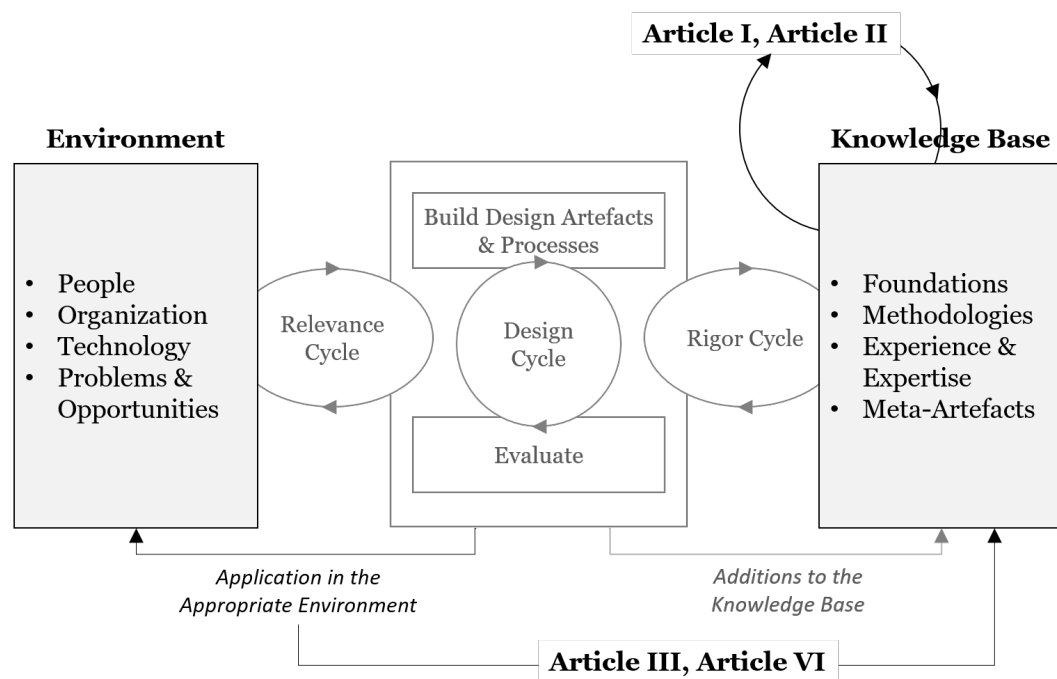 Article I, Article II
Environment
Knowledge Base
Build Design Artefacts
& Processes
• People
• Organization
• Technology
• Problems &
Opportunities
Relevance
Cycle
Design
Cycle
Rigor Cycle
• Foundations
• Methodologies
• Experience &
• Expertise
• Meta-Artefacts
Evaluate
Application in the
Appropriate Environment
Additions to the
Knowledge Base
Article III, Article VI